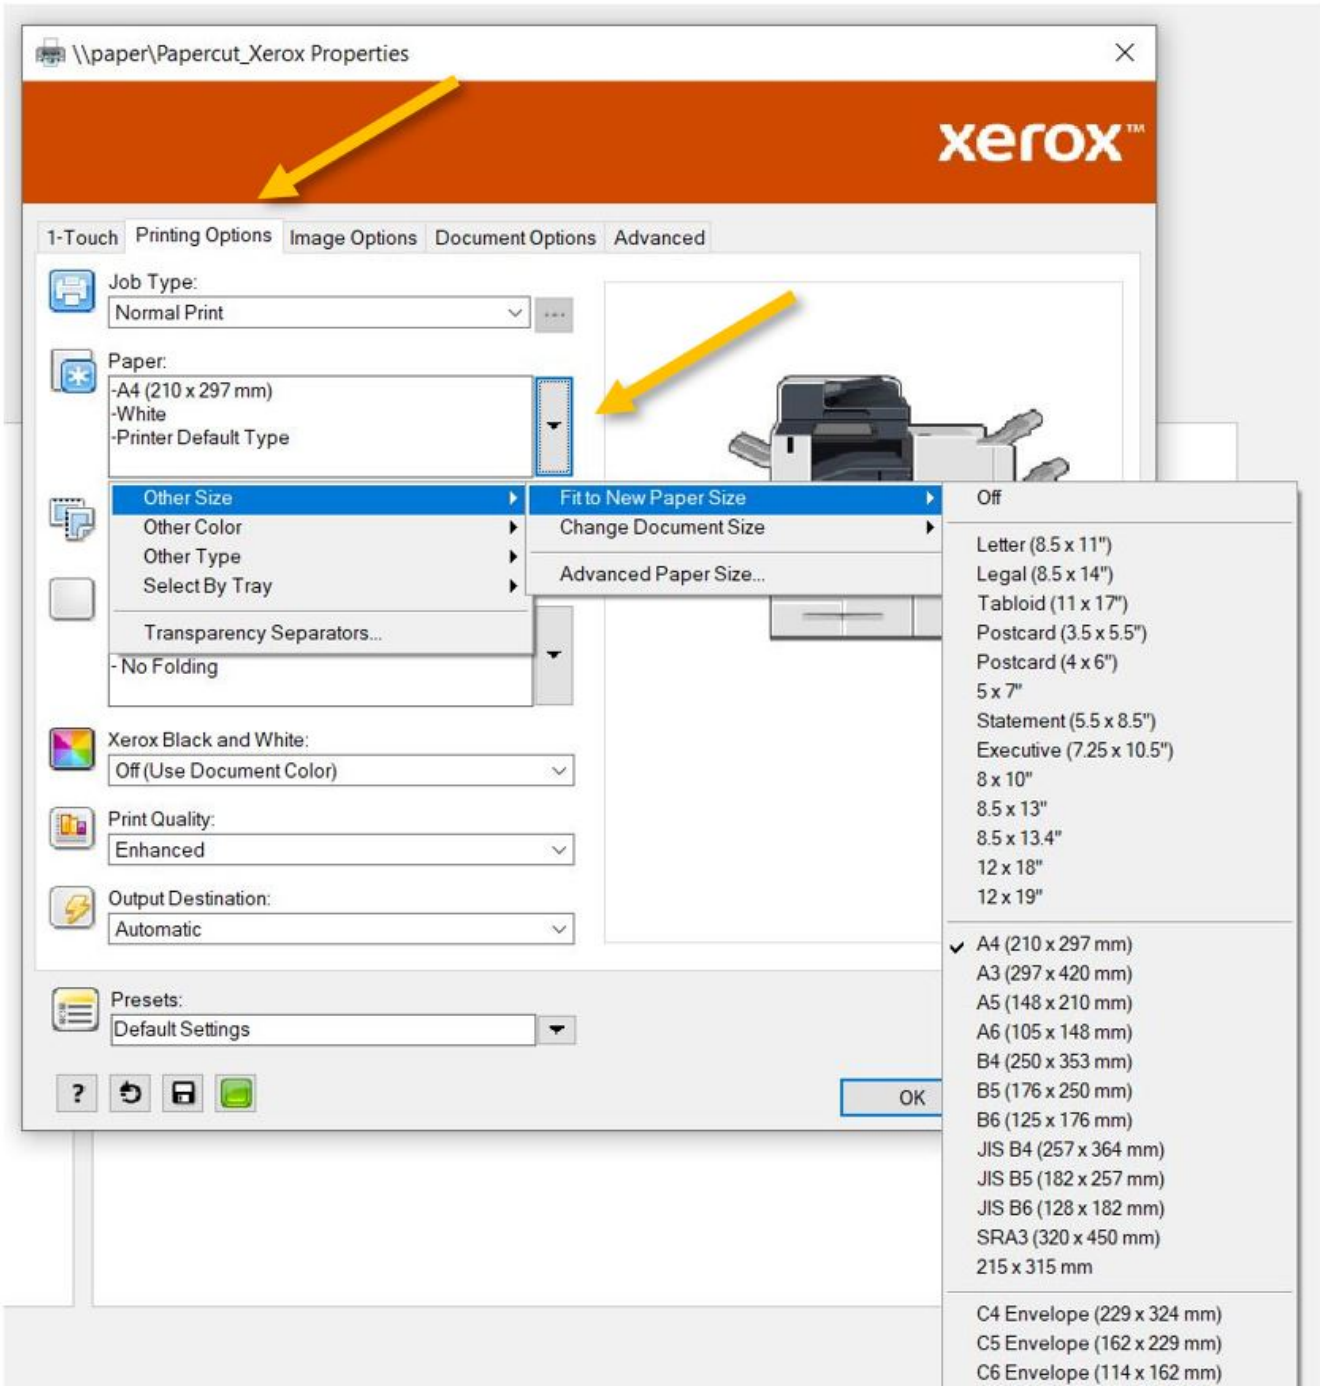 \\paper\Papercut_Xerox Properties
xerox™
1-Touch Printing Options Image Options Document Options Advanced
Job Type:
Normal Print
...
Paper:
-A4 (210 x 297 mm)
-White
-Printer Default Type
Other Size
Other Color
Other Type
Select By Tray
Transparency Separators...
Fit to New Paper Size
Change Document Size
Advanced Paper Size...
Off
Letter (8.5 x 11")
Legal (8.5 x 14")
Tabloid (11 x 17")
Postcard (3.5 x 5.5")
Postcard (4 x 6")
5 x 7"
Statement (5.5 x 8.5")
Executive (7.25 x 10.5")
8 x 10"
8.5 x 13"
8.5 x 13.4"
12 x 18"
12 x 19"
A4 (210 x 297 mm)
A3 (297 x 420 mm)
A5 (148 x 210 mm)
A6 (105 x 148 mm)
B4 (250 x 353 mm)
B5 (176 x 250 mm)
B6 (125 x 176 mm)
JIS B4 (257 x 364 mm)
JIS B5 (182 x 257 mm)
JIS B6 (128 x 182 mm)
SRA3 (320 x 450 mm)
215 x 315 mm
C4 Envelope (229 x 324 mm)
C5 Envelope (162 x 229 mm)
C6 Envelope (114 x 162 mm)
- No Folding
Xerox Black and White:
Off (Use Document Color)
Print Quality:
Enhanced
Output Destination:
Automatic
Presets:
Default Settings
?
OK